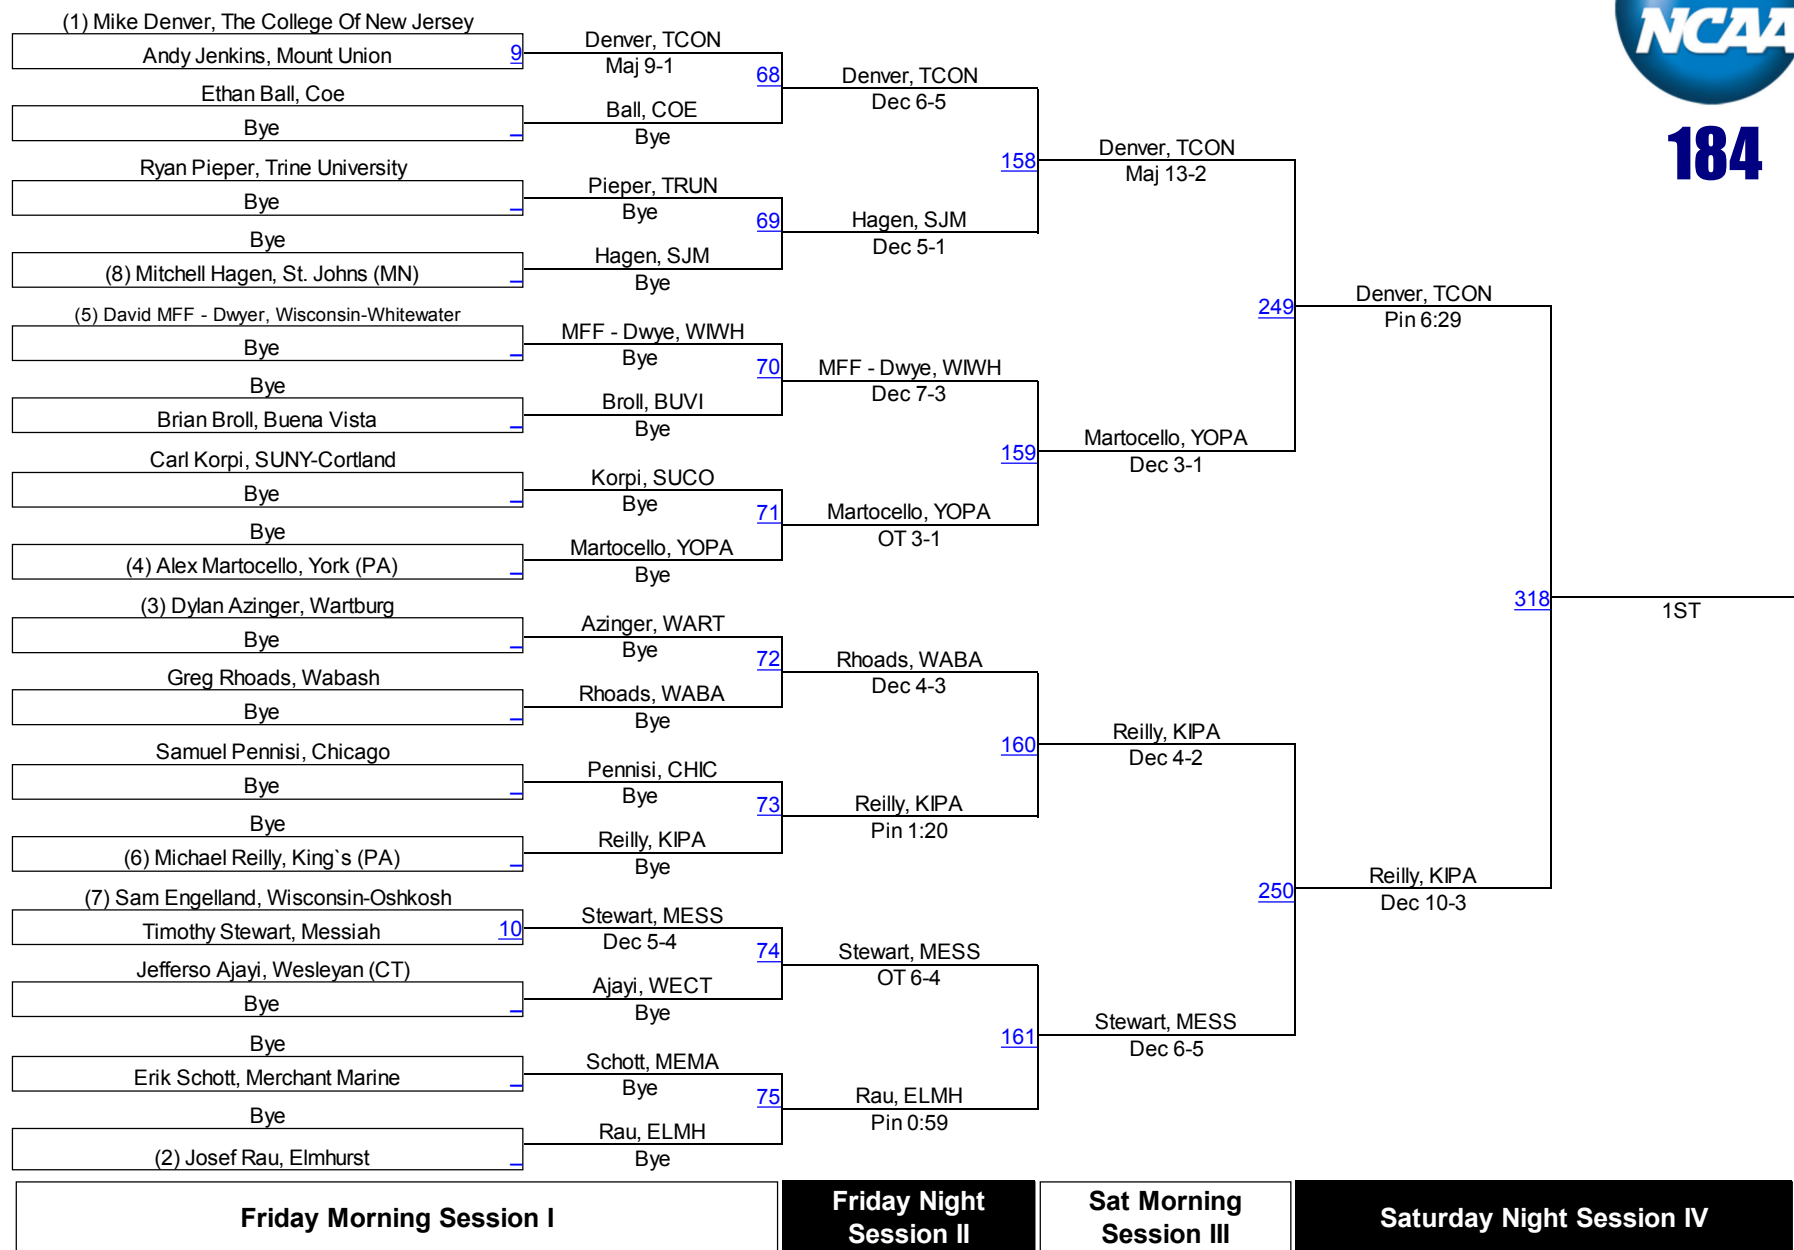 (1) Mike Denver, The College Of New Jersey
Andy Jenkins, Mount Union
9
Ethan Ball, Coe
Bye
Ryan Pieper, Trine University
Bye
Bye
(8) Mitchell Hagen, St. Johns (MN)
(5) David MFF - Dwyer, Wisconsin-Whitewater
Bye
Bye
Brian Broll, Buena Vista
Carl Korpi, SUNY-Cortland
Bye
Bye
(4) Alex Martocello, York (PA)
(3) Dylan Azinger, Wartburg
Bye
Greg Rhoads, Wabash
Bye
Samuel Pennisi, Chicago
Bye
Bye
(6) Michael Reilly, King`s (PA)
(7) Sam Engelland, Wisconsin-Oshkosh
Timothy Stewart, Messiah
10
Jefferso Ajayi, Wesleyan (CT)
Bye
Bye
Erik Schott, Merchant Marine
Bye
(2) Josef Rau, Elmhurst
Denver, TCON
Maj 9-1
68
Ball, COE
Bye
Pieper, TRUN
Bye
69
Hagen, SJM
Bye
MFF - Dwye, WIWH
Bye
70
Broll, BUVI
Bye
Korpi, SUCO
Bye
71
Martocello, YOPA
Bye
Azinger, WART
Bye
72
Rhoads, WABA
Bye
Pennisi, CHIC
Bye
73
Reilly, KIPA
Bye
Stewart, MESS
Dec 5-4
74
Ajayi, WECT
Bye
Schott, MEMA
Bye
75
Rau, ELMH
Bye
Denver, TCON
Dec 6-5
158
Hagen, SJM
Dec 5-1
MFF - Dwye, WIWH
Dec 7-3
159
Martocello, YOPA
OT 3-1
Rhoads, WABA
Dec 4-3
160
Reilly, KIPA
Pin 1:20
Stewart, MESS
OT 6-4
161
Rau, ELMH
Pin 0:59
Denver, TCON
Maj 13-2
249
Martocello, YOPA
Dec 3-1
Reilly, KIPA
Dec 4-2
250
Stewart, MESS
Dec 6-5
Denver, TCON
Pin 6:29
318
Reilly, KIPA
Dec 10-3
1ST
NCAA
184
Friday Morning Session I
Friday Night
Session II
Sat Morning
Session III
Saturday Night Session IV